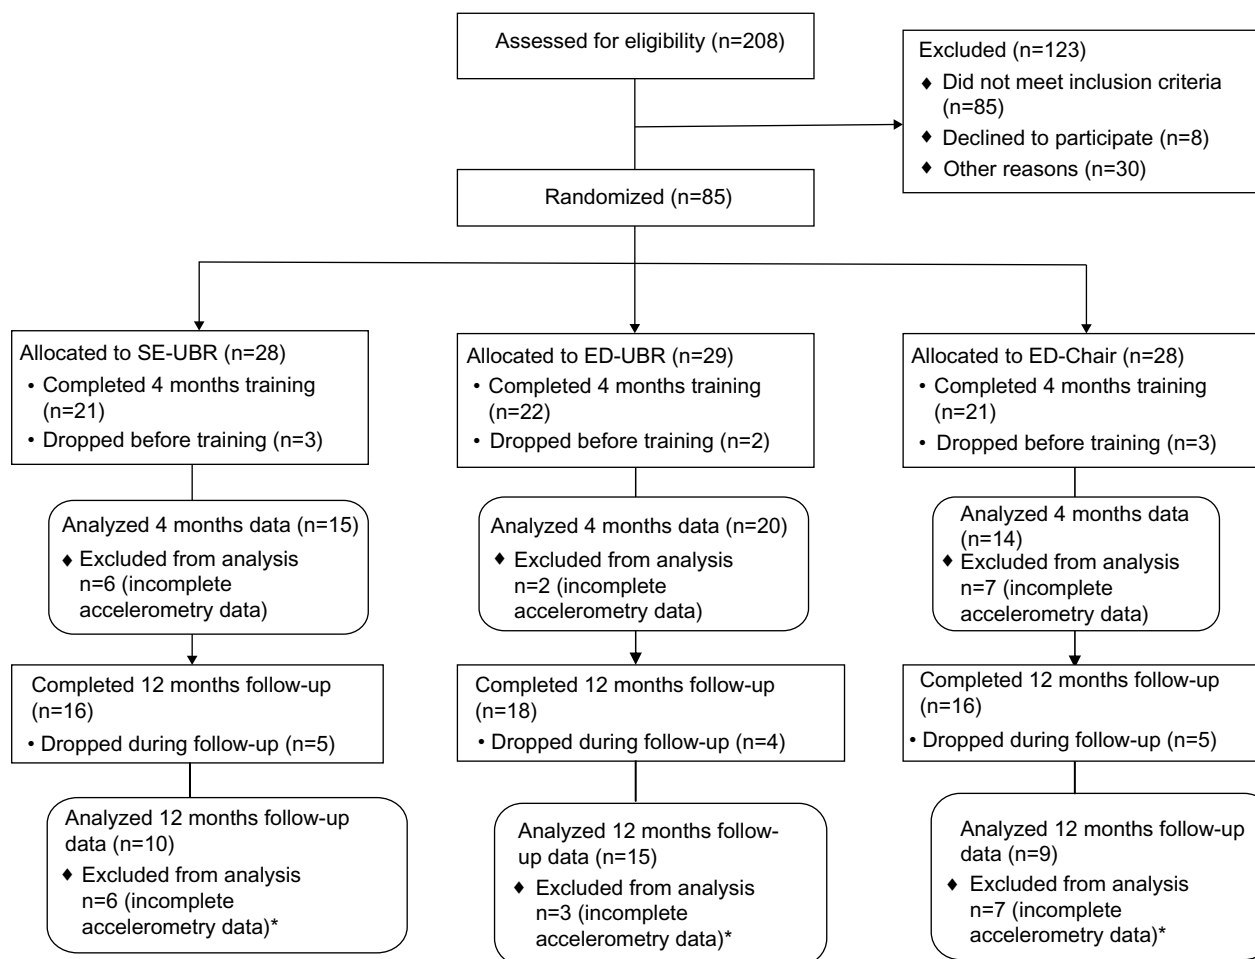 Assessed for eligibility (n=208)
Excluded (n=123)
♦ Did not meet inclusion criteria
(n=85)
♦ Declined to participate (n=8)
♦ Other reasons (n=30)
Randomized (n=85)
Allocated to SE-UBR (n=28)
• Completed 4 months training
(n=21)
• Dropped before training (n=3)
Allocated to ED-UBR (n=29)
• Completed 4 months training
(n=22)
• Dropped before training (n=2)
Allocated to ED-Chair (n=28)
• Completed 4 months training
(n=21)
• Dropped before training (n=3)
Analyzed 4 months data (n=15)
♦ Excluded from analysis
n=6 (incomplete
accelerometry data)
Analyzed 4 months data (n=20)
♦ Excluded from analysis
n=2 (incomplete
accelerometry data)
Analyzed 4 months data
(n=14)
♦ Excluded from analysis
n=7 (incomplete
accelerometry data)
Completed 12 months follow-up
(n=16)
• Dropped during follow-up (n=5)
Completed 12 months follow-up
(n=18)
• Dropped during follow-up (n=4)
Completed 12 months follow-up
(n=16)
• Dropped during follow-up (n=5)
Analyzed 12 months follow-up
data (n=10)
♦ Excluded from analysis
n=6 (incomplete
accelerometry data)*
Analyzed 12 months follow-
up data (n=15)
♦ Excluded from analysis
n=3 (incomplete
accelerometry data)*
Analyzed 12 months follow-up
data (n=9)
♦ Excluded from analysis
n=7 (incomplete
accelerometry data)*